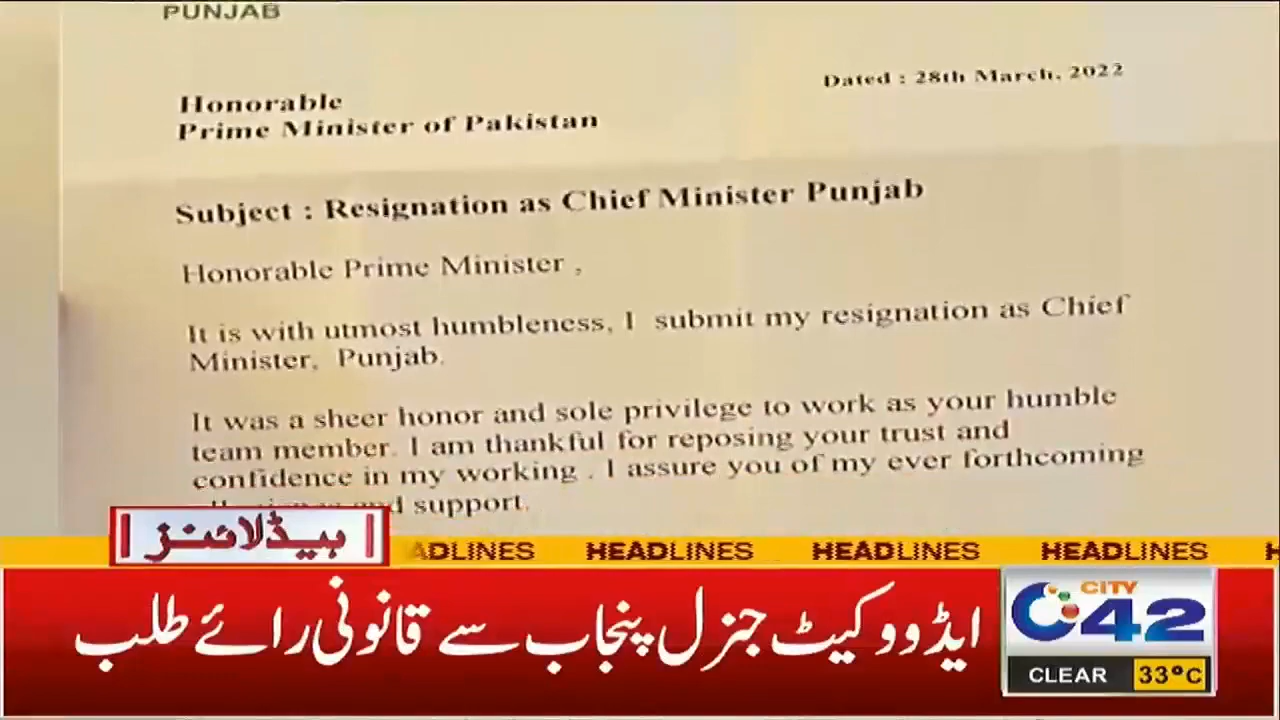 PUNJAB
Dated : 28th March, 2022
Honorable
Prime Minister of Pakistan
Subject : Resignation as Chief Minister Punjab
Honorable Prime Minister ,
It is with utmost humbleness, I submit my resignation as Chief
Minister, Punjab.
It was a sheer honor and sole privilege to work as your humble
team member. I am thankful for reposing your trust and
confidence in my working . I assure you of my ever forthcoming
and support.
ہیڈلائنز
ADLINES HEADLINES HEADLINES HEADLINES H
ایڈووکیٹ جنرل پنجاب سے قانونی رائے طلب
CITY
42
CLEAR 33°C